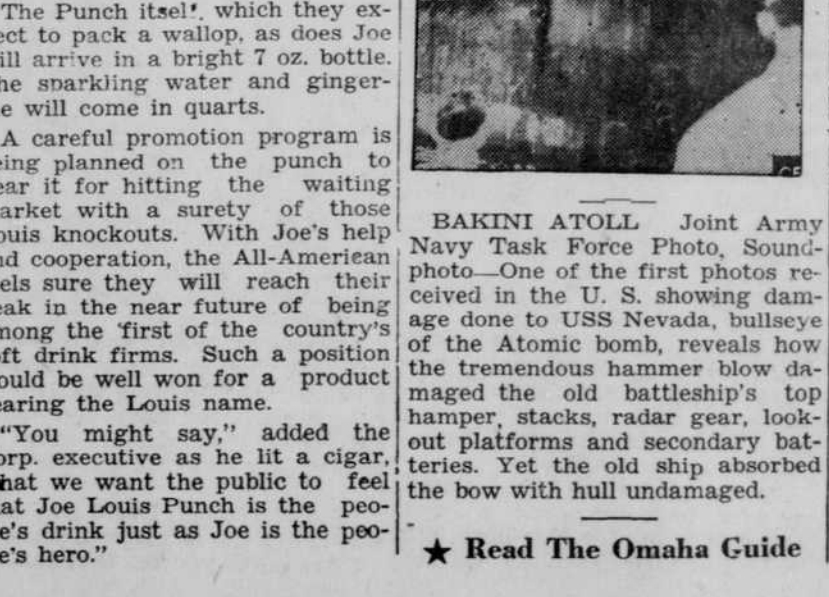 The Punch itself, which they ex-
ect to pack a wallop, as does Joe
ill arrive in a bright 7 oz. bottle.
he sparkling water and ginger-
e will come in quarts.
A careful promotion program is
eing planned on the punch to
ear it for hitting the waiting
arket with a surety of those
ouis knockouts. With Joe's help
nd cooperation, the All-American
els sure they will reach their
eak in the near future of being
mong the 'first of the country's
oft drink firms. Such a position
ould be well won for a product
earing the Louis name.
"You might say," added the
orp. executive as he lit a cigar,
hat we want the public to feel
at Joe Louis Punch is the peo-
e's drink just as Joe is the peo-
e's hero."
BAKINI ATOLL Joint Army
Navy Task Force Photo, Sound-
photo—One of the first photos re-
ceived in the U. S. showing dam-
age done to USS Nevada, bullseye
of the Atomic bomb, reveals how
the tremendous hammer blow da-
maged the old battleship's top
hamper, stacks, radar gear, look-
out platforms and secondary bat-
teries. Yet the old ship absorbed
the bow with hull undamaged.
★ Read The Omaha Guide